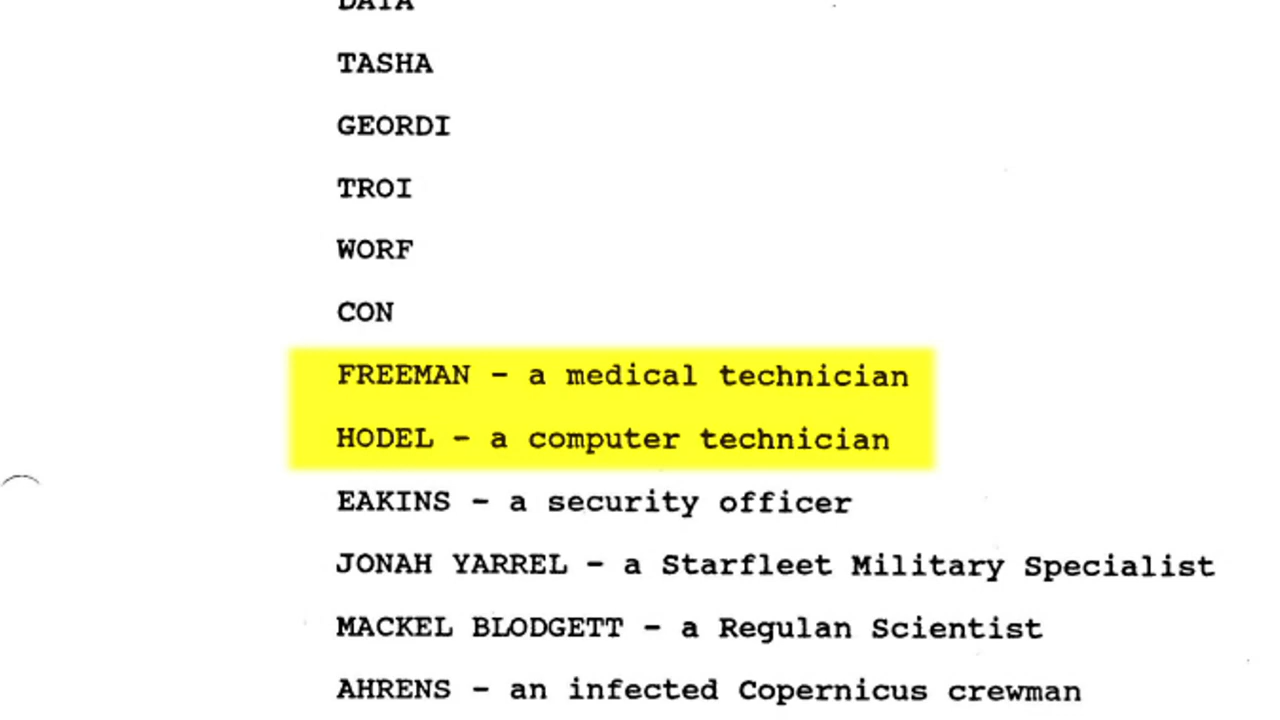 DATA
TASHA
GEORDI
TROI
WORF
CON
FREEMAN - a medical technician
HODEL - a computer technician
EAKINS - a security officer
JONAH YARREL - a Starfleet Military Specialist
MACKEL BLODGETT - a Regulan Scientist
AHRENS - an infected Copernicus crewman